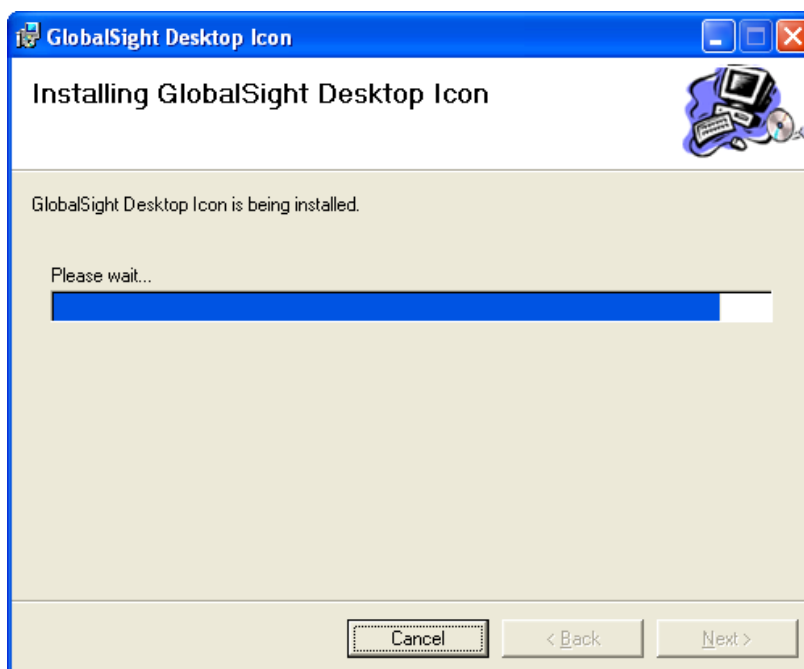 GlobalSight Desktop Icon
Installing GlobalSight Desktop Icon
GlobalSight Desktop Icon is being installed.
Please wait...
Cancel
< Back
Next >